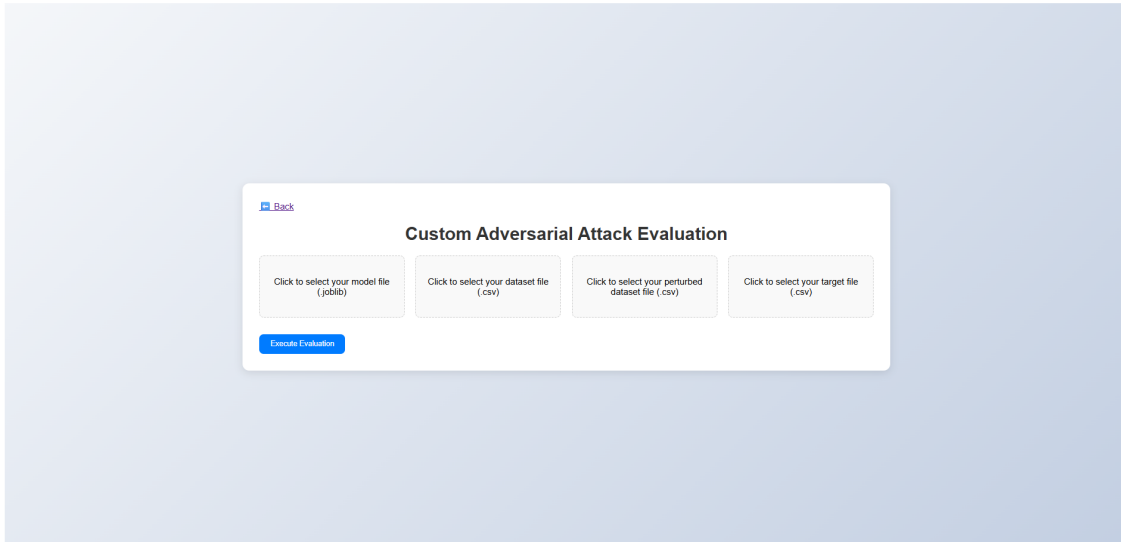 Back
Custom Adversarial Attack Evaluation
Click to select your model file
(.joblib)
Click to select your dataset file
(.csv)
Click to select your perturbed
dataset file (.csv)
Click to select your target file
(.csv)
Execute Evaluation